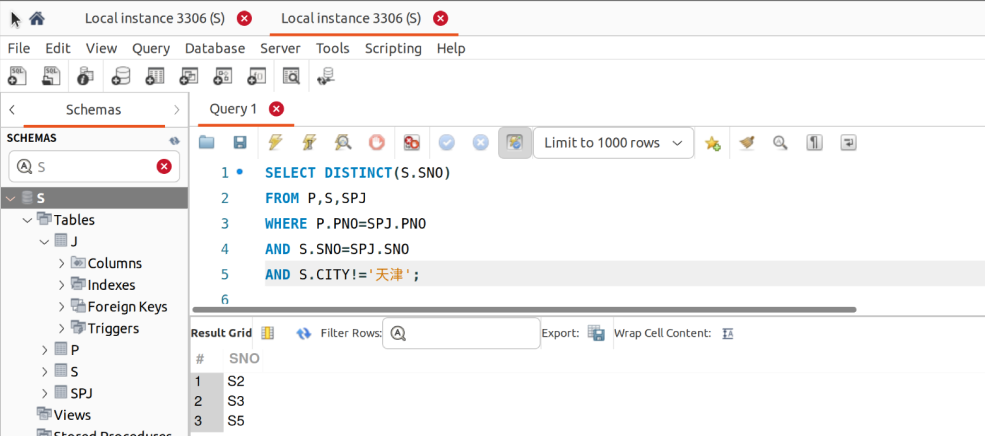 Local instance 3306 (S) Local instance 3306 (S)
File Edit View Query Database Server Tools Scripting Help
Schemas
Query 1
SCHEMAS
S
Limit to 1000 rows
S
Tables
J
Columns
Indexes
Foreign Keys
Triggers
P
S
SPJ
Views
Stored Procedures
1 SELECT DISTINCT(S.SNO)
2 FROM P,S,SPJ
3 WHERE P.PNO=SPJ.PNO
4 AND S.SNO=SPJ.SNO
5 AND S.CITY!='天津';
6
Result Grid Filter Rows: Export: Wrap Cell Content:
# SNO
1 S2
2 S3
3 S5